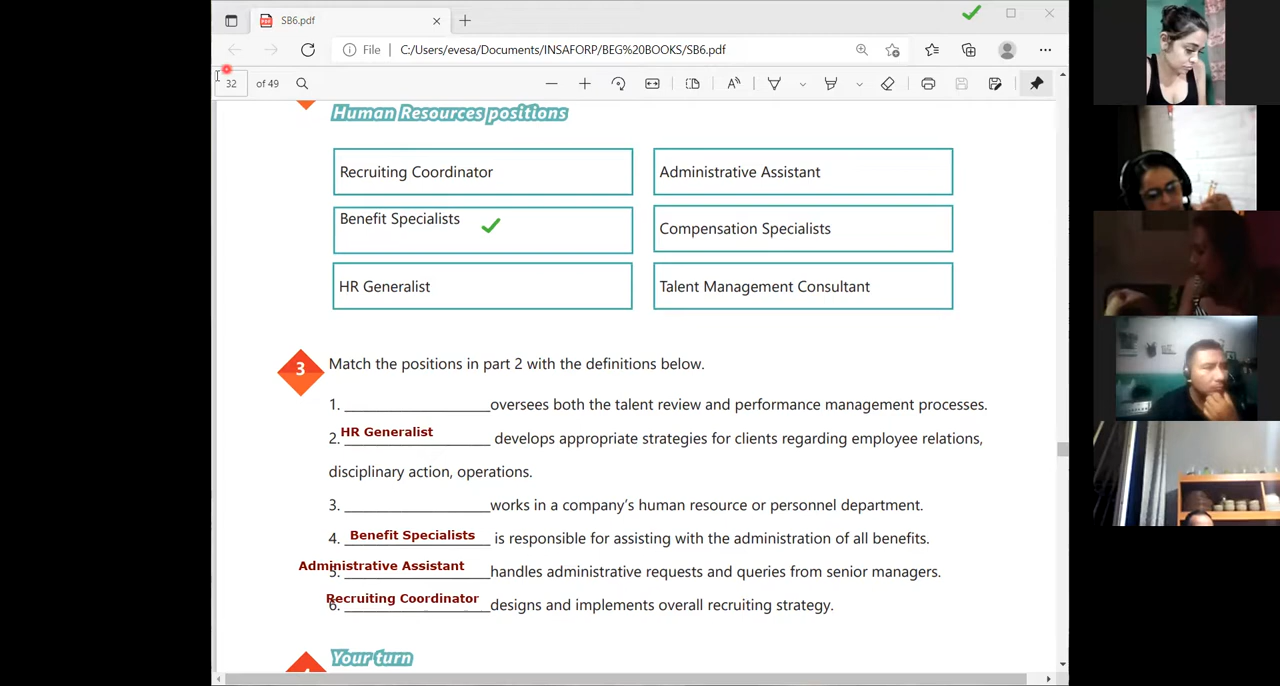 SB6.pdf
File C:/Users/evesa/Documents/INSAFORP/BEG%20BOOKS/SB6.pdf
32 of 49
Human Resources positions
Recruiting Coordinator Administrative Assistant
Benefit Specialists Compensation Specialists
HR Generalist Talent Management Consultant
3 Match the positions in part 2 with the definitions below.
1. ____________________oversees both the talent review and performance management processes.
HR Generalist
2. ____________________ develops appropriate strategies for clients regarding employee relations,
disciplinary action, operations.
3. ____________________works in a company's human resource or personnel department.
Benefit Specialists
4. ____________________ is responsible for assisting with the administration of all benefits.
Administrative Assistant
5. ____________________handles administrative requests and queries from senior managers.
Recruiting Coordinator
6. ____________________designs and implements overall recruiting strategy.
Your turn